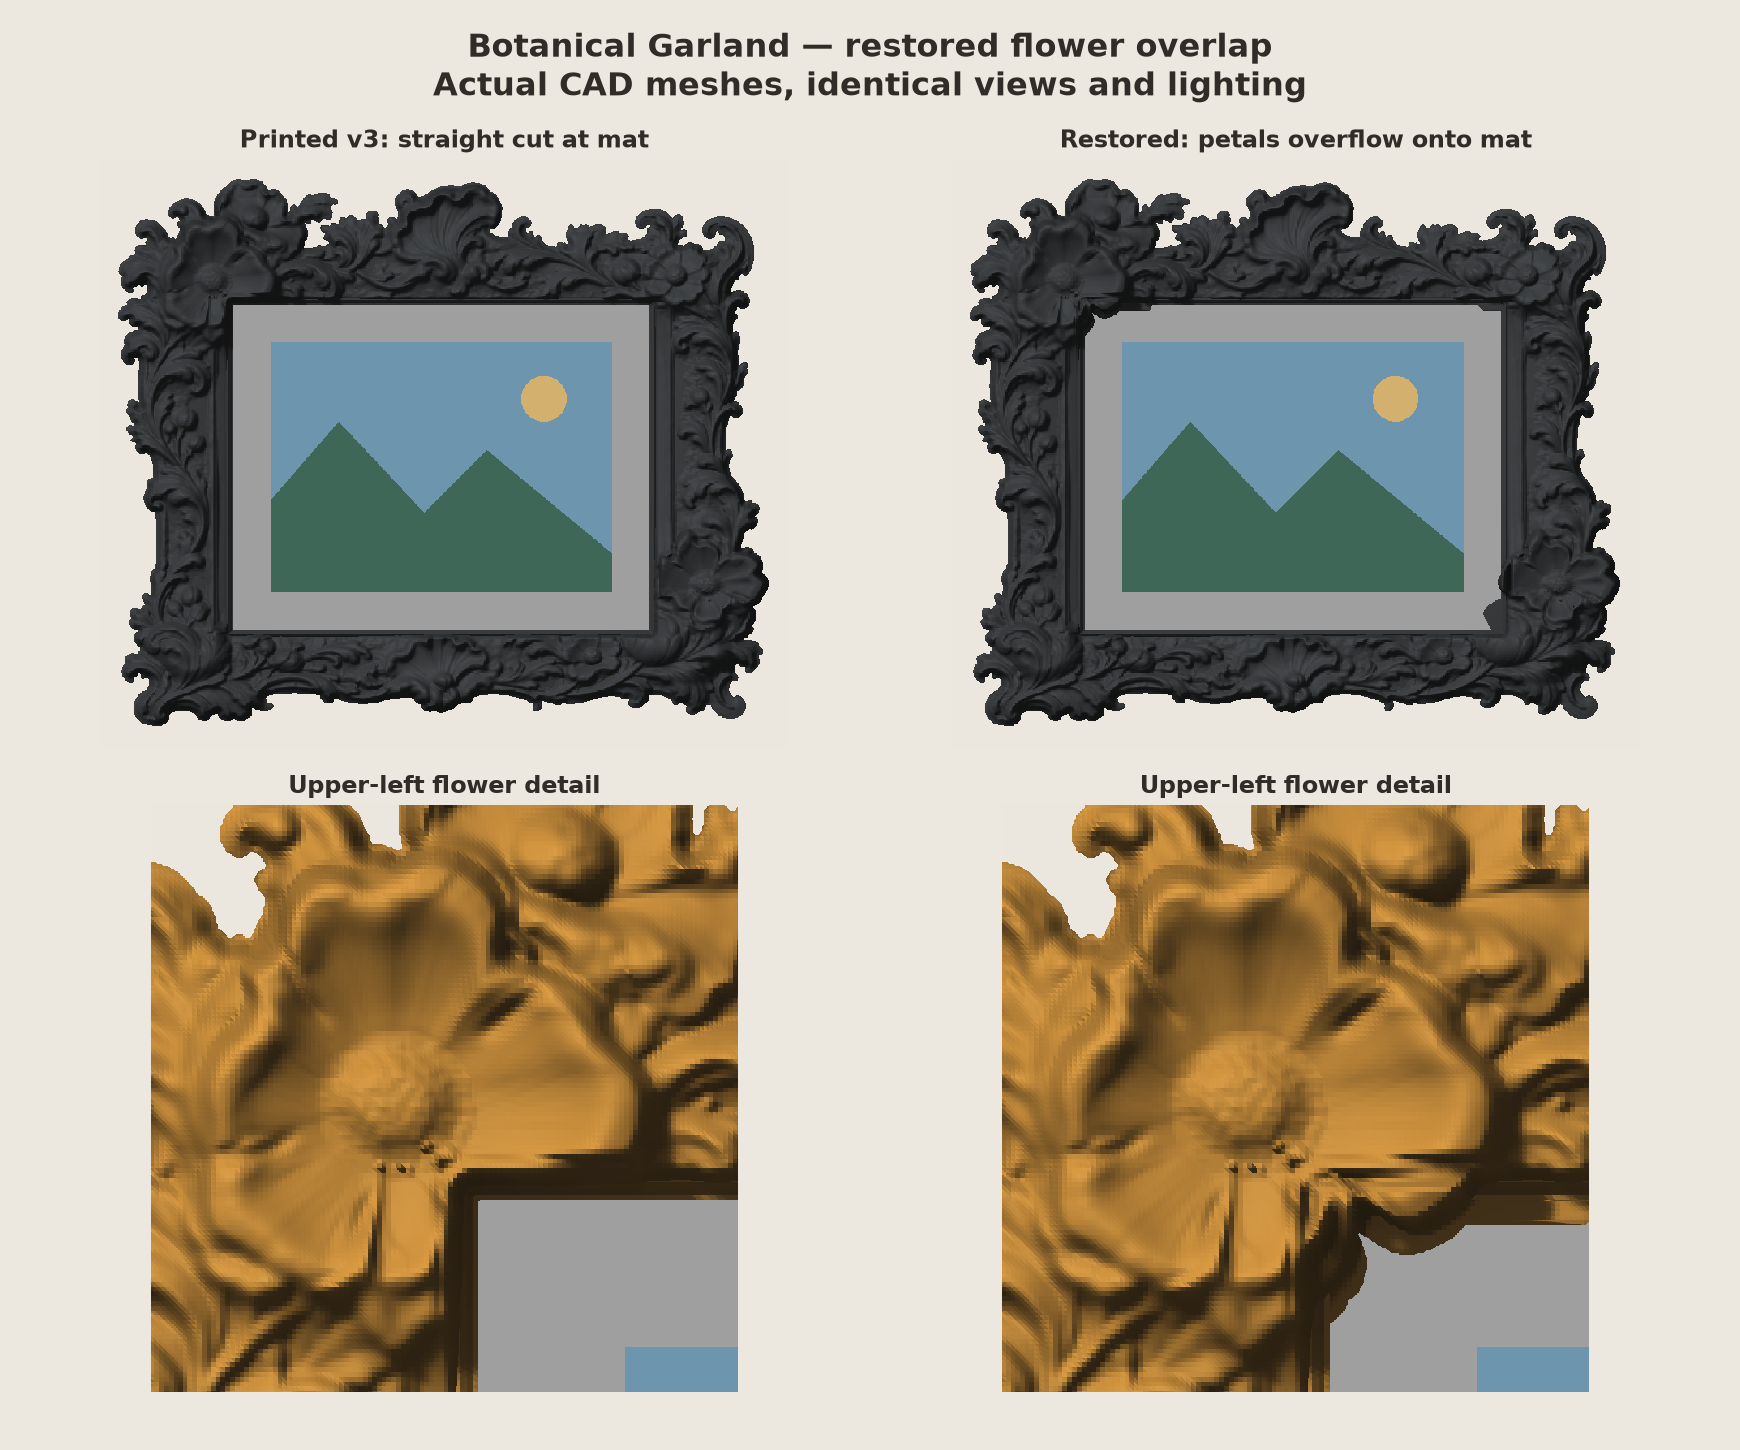 Botanical Garland — restored flower overlap
Actual CAD meshes, identical views and lighting
Printed v3: straight cut at mat
Restored: petals overflow onto mat
Upper-left flower detail
Upper-left flower detail